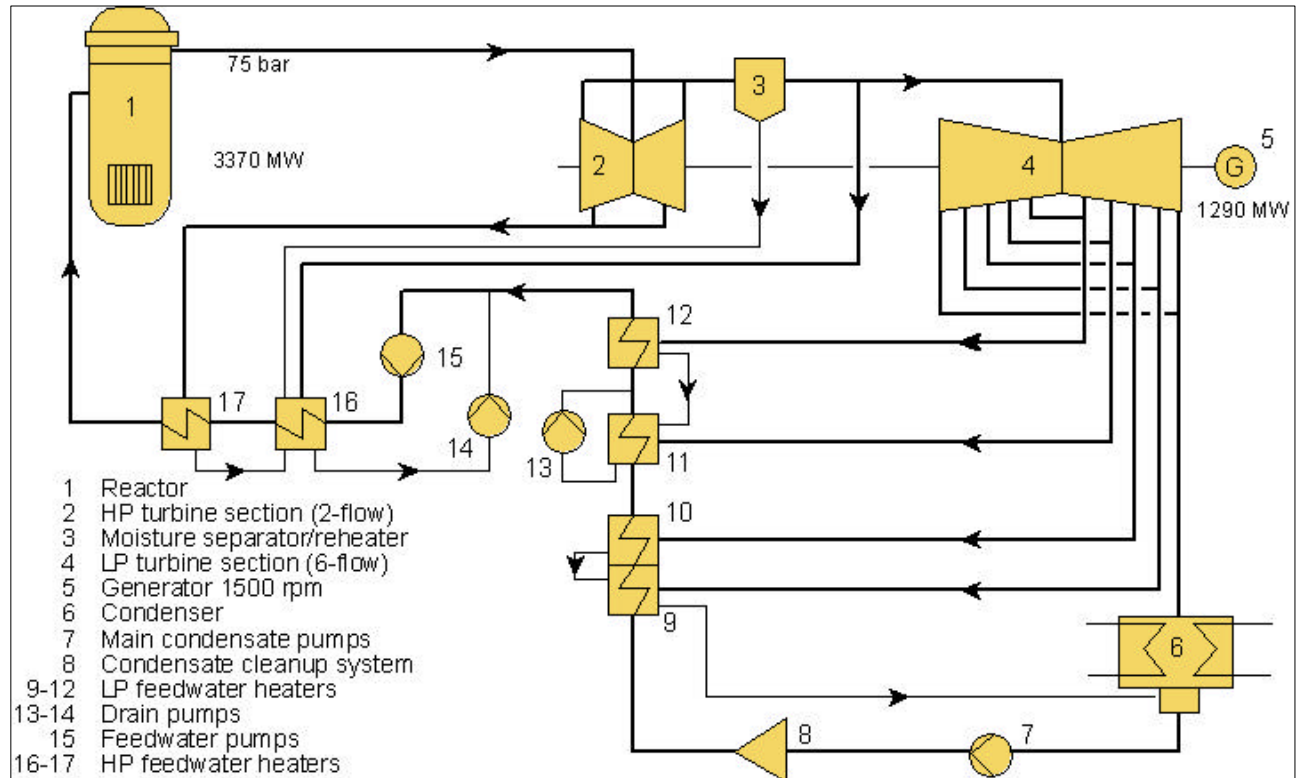 75 bar
1
3370 MW
2
3
4
5
G
1290 MW
12
15
17
16
14
13
11
10
9
6
8
7
1 Reactor
2 HP turbine section (2-flow)
3 Moisture separator/reheater
4 LP turbine section (6-flow)
5 Generator 1500 rpm
6 Condenser
7 Main condensate pumps
8 Condensate cleanup system
9-12 LP feedwater heaters
13-14 Drain pumps
15 Feedwater pumps
16-17 HP feedwater heaters